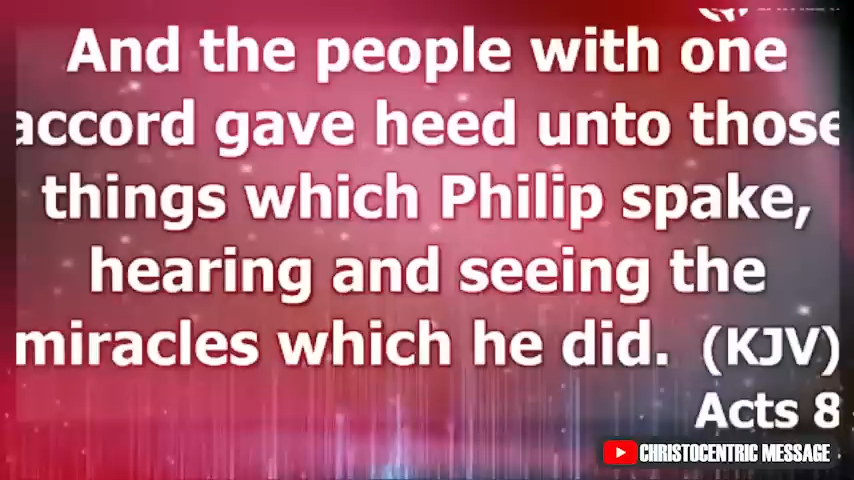 And the people with one
accord gave heed unto those
things which Philip spake,
hearing and seeing the
miracles which he did. (KJV)
Acts 8
CHRISTOCENTRIC MESSAGE